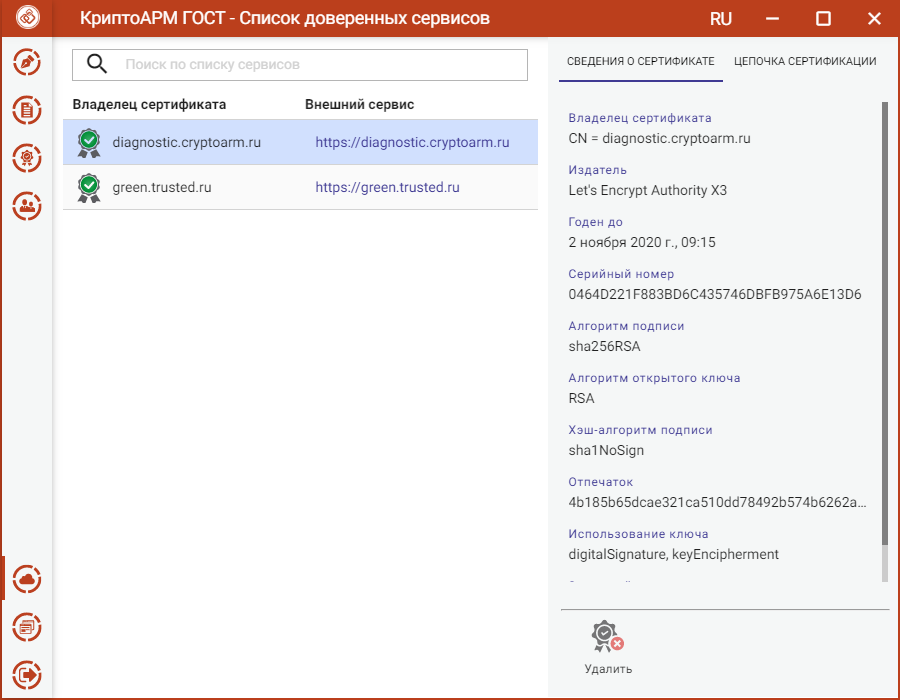 КриптоАРМ ГОСТ - Список доверенных сервисов
RU
Поиск по списку сервисов
Владелец сертификата
Внешний сервис
diagnostic.cryptoarm.ru
https://diagnostic.cryptoarm.ru
green.trusted.ru
https://green.trusted.ru
СВЕДЕНИЯ О СЕРТИФИКАТЕ
ЦЕПОЧКА СЕРТИФИКАЦИИ
Владелец сертификата
CN = diagnostic.cryptoarm.ru
Издатель
Let's Encrypt Authority X3
Годен до
2 ноября 2020 г., 09:15
Серийный номер
0464D221F883BD6C435746DBFB975A6E13D6
Алгоритм подписи
sha256RSA
Алгоритм открытого ключа
RSA
Хэш-алгоритм подписи
sha1NoSign
Отпечаток
4b185b65dcae321ca510dd78492b574b6262a...
Использование ключа
digitalSignature, keyEncipherment
Удалить